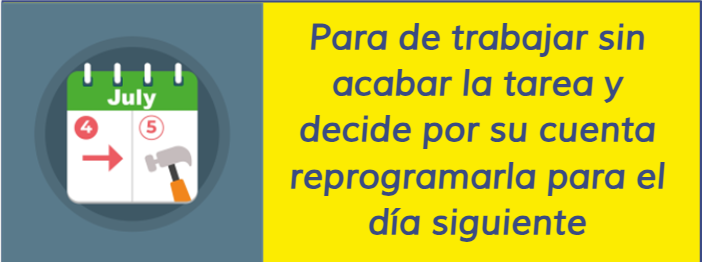 July
4
5
Para de trabajar sin
acabar la tarea y
decide por su cuenta
reprogramarla para el
día siguiente